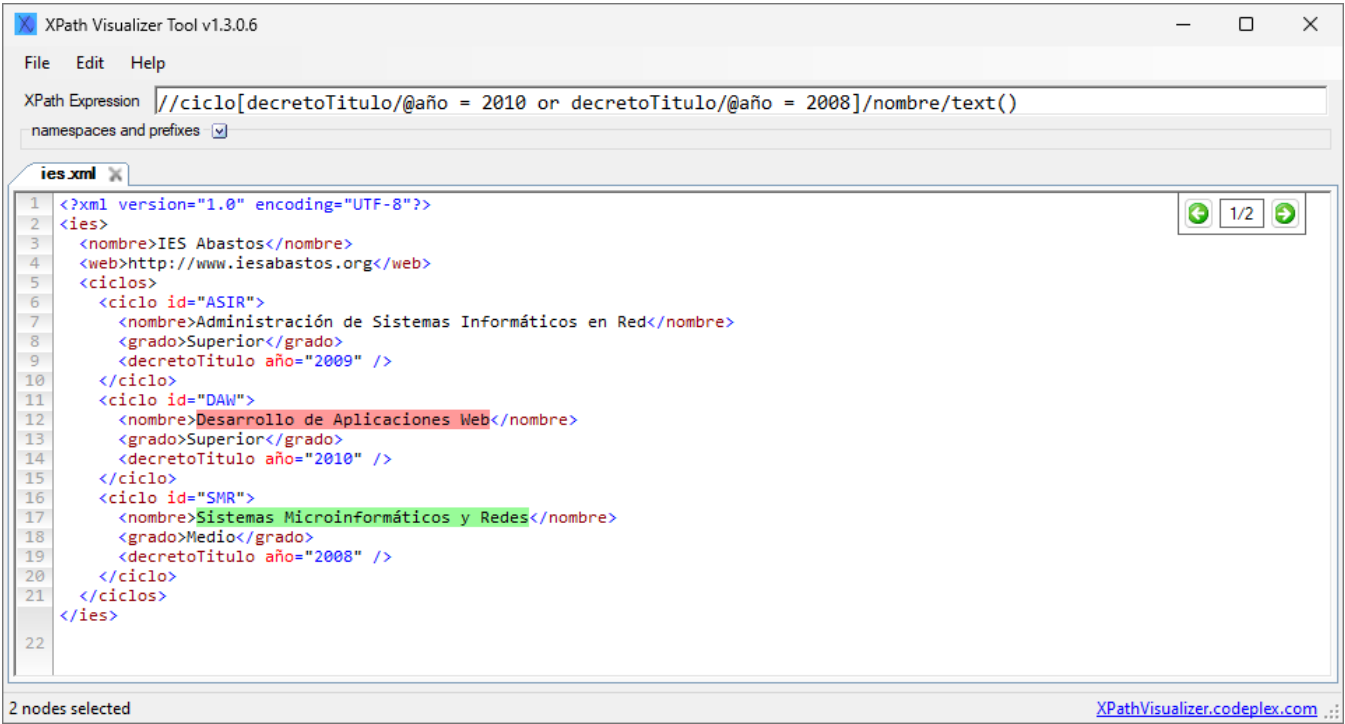 XPath Visualizer Tool v1.3.0.6
File Edit Help
XPath Expression //ciclo[decretoTitulo/@año = 2010 or decretoTitulo/@año = 2008]/nombre/text()
namespaces and prefixes
ies.xml
1/2
1 <?xml version="1.0" encoding="UTF-8"?>
2 <ies>
3 <nombre>IES Abastos</nombre>
4 <web>http://www.iesabastos.org</web>
5 <ciclos>
6 <ciclo id="ASIR">
7 <nombre>Administración de Sistemas Informáticos en Red</nombre>
8 <grado>Superior</grado>
9 <decretoTitulo año="2009" />
10 </ciclo>
11 <ciclo id="DAW">
12 <nombre>Desarrollo de Aplicaciones Web</nombre>
13 <grado>Superior</grado>
14 <decretoTitulo año="2010" />
15 </ciclo>
16 <ciclo id="SMR">
17 <nombre>Sistemas Microinformáticos y Redes</nombre>
18 <grado>Medio</grado>
19 <decretoTitulo año="2008" />
20 </ciclo>
21 </ciclos>
</ies>
22
2 nodes selected
XPathVisualizer.codeplex.com